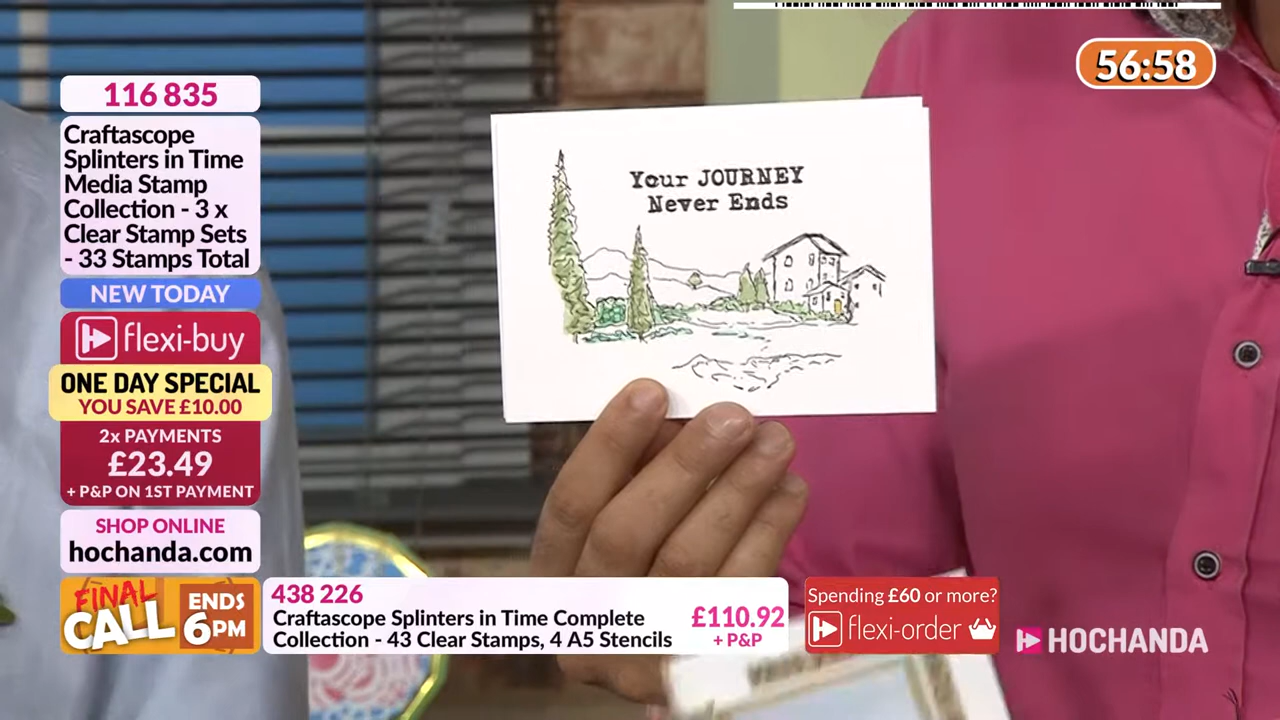 56:58
116 835
Craftascope
Splinters in Time
Media Stamp
Collection - 3 x
Clear Stamp Sets
- 33 Stamps Total
NEW TODAY
flexi-buy
ONE DAY SPECIAL
YOU SAVE £10.00
2x PAYMENTS
£23.49
+ P&P ON 1ST PAYMENT
SHOP ONLINE
hochanda.com
Your JOURNEY
Never Ends
FINAL
CALL
ENDS
6PM
438 226
Craftascope Splinters in Time Complete
Collection - 43 Clear Stamps, 4 A5 Stencils
£110.92
+ P&P
Spending £60 or more?
flexi-order
HOCHANDA